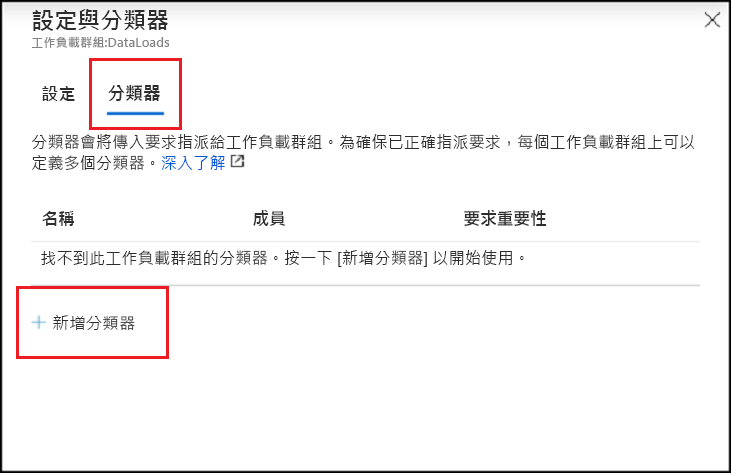 設定與分類器
工作負載群組:DataLoads
設定 分類器
分類器會將傳入要求指派給工作負載群組。為確保已正確指派要求，每個工作負載群組上可以
定義多個分類器。深入了解
名稱 成員 要求重要性
找不到此工作負載群組的分類器。按一下 [新增分類器] 以開始使用。
新增分類器